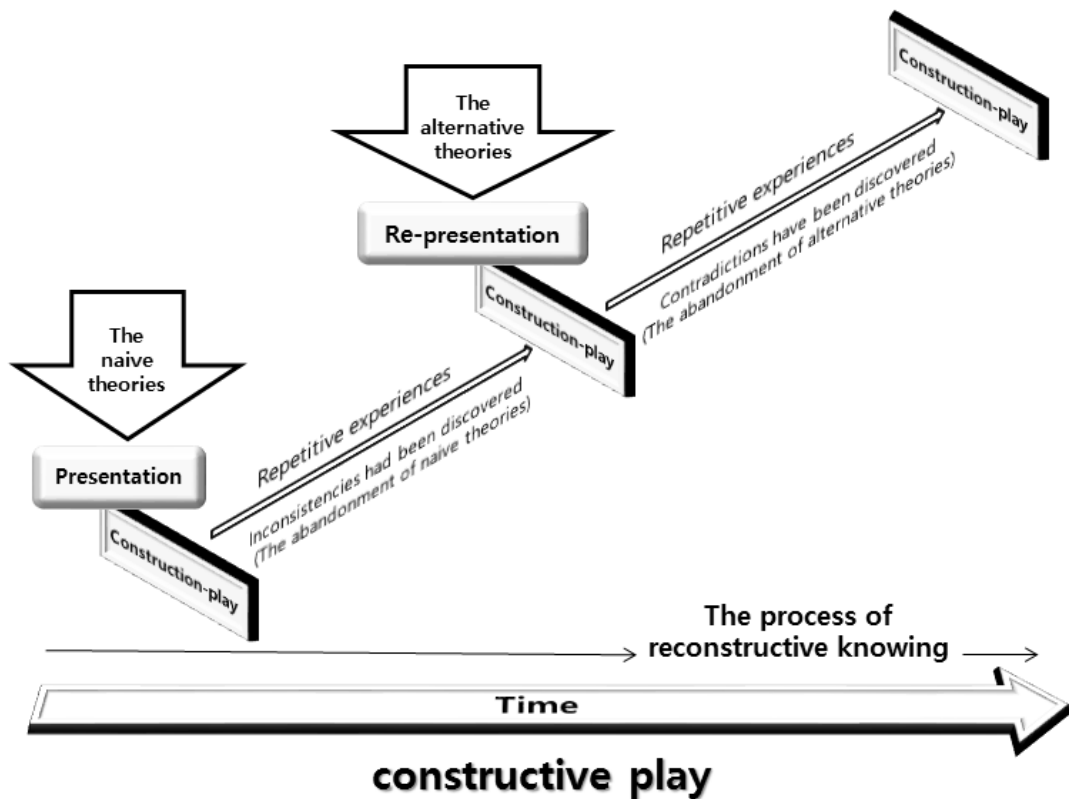 The
naive
theories
Presentation
Construction-play
Repetitive experiences
Inconsistencies had been discovered
(The abandonment of naive theories)
The
alternative
theories
Re-presentation
Construction-play
Repetitive experiences
Contradictions have been discovered
(The abandonment of alternative theories)
Construction-play
The process of
reconstructive knowing
Time
constructive play